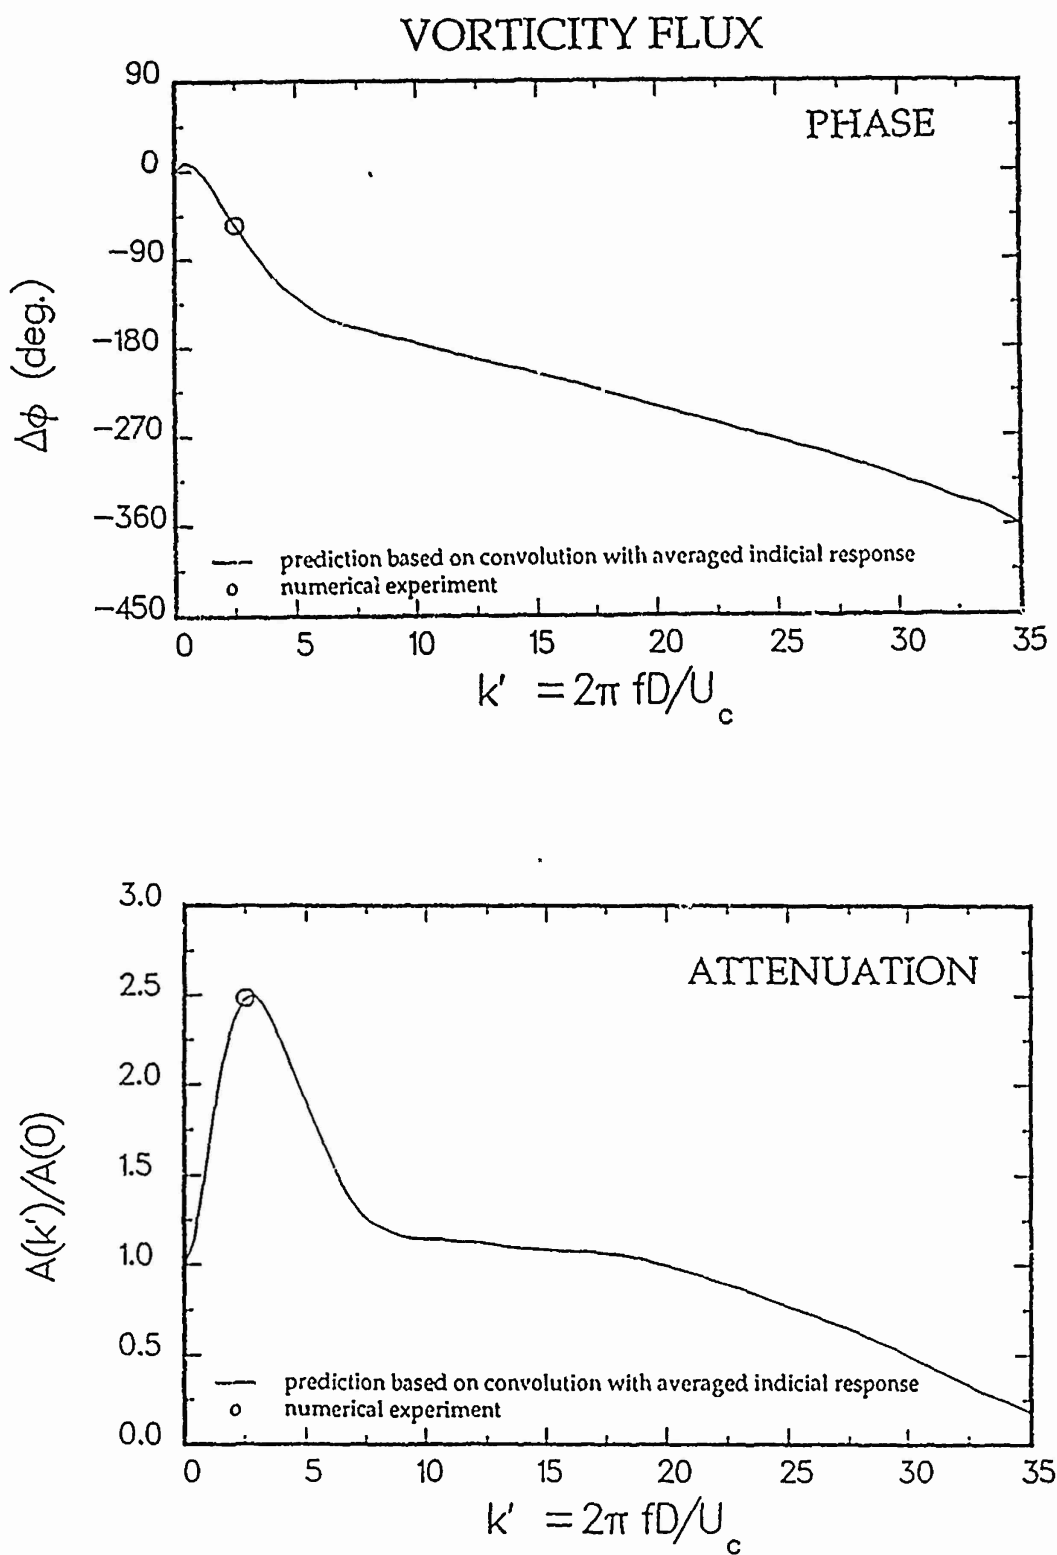 VORTICITY FLUX
PHASE
90
0
−90
−180
−270
−360
−450
Δϕ (deg.)
prediction based on convolution with averaged indicial response
numerical experiment
0 5 10 15 20 25 30 35
k' = 2π fD/U_c
ATTENUATION
3.0
2.5
2.0
1.5
1.0
0.5
0.0
A(k')/A(0)
prediction based on convolution with averaged indicial response
numerical experiment
0 5 10 15 20 25 30 35
k' = 2π fD/U_c